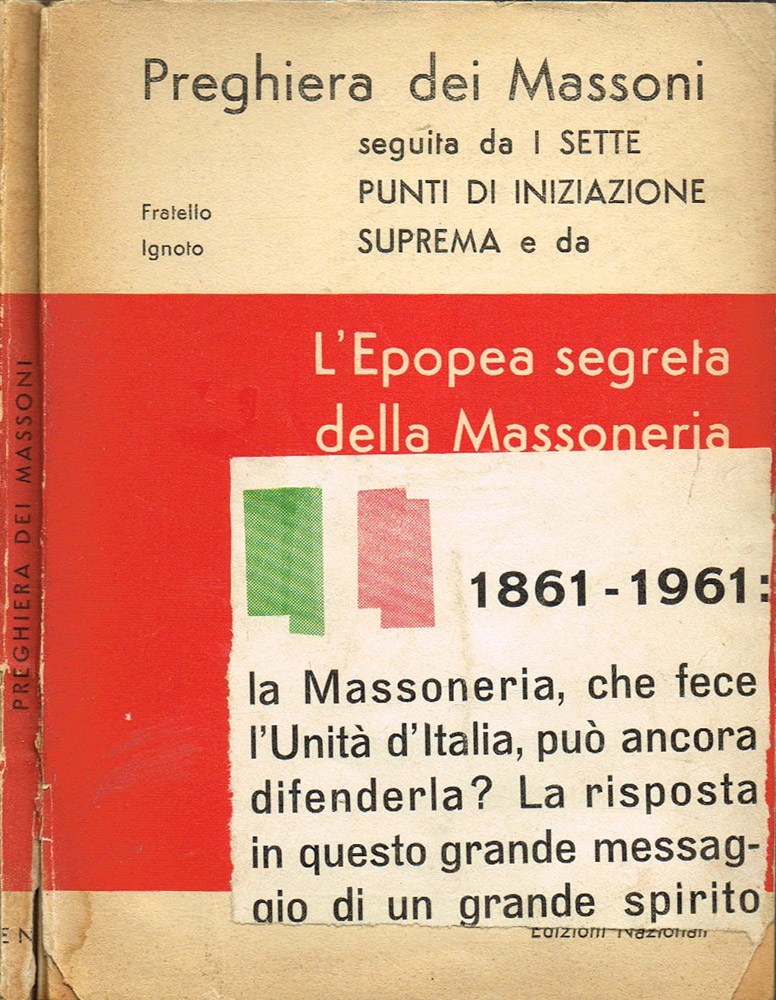 Preghiera dei Massoni
seguita da I SETTE
PUNTI DI INIZIAZIONE
SUPREMA e da
Fratello
Ignoto
L'Epopea segreta
della Massoneria
1861-1961:
la Massoneria, che fece
l'Unità d'Italia, può ancora
difenderla? La risposta
in questo grande messag-
gio di un grande spirito
Edizioni Nazionali
PREGHIERA DEI MASSONI
EN